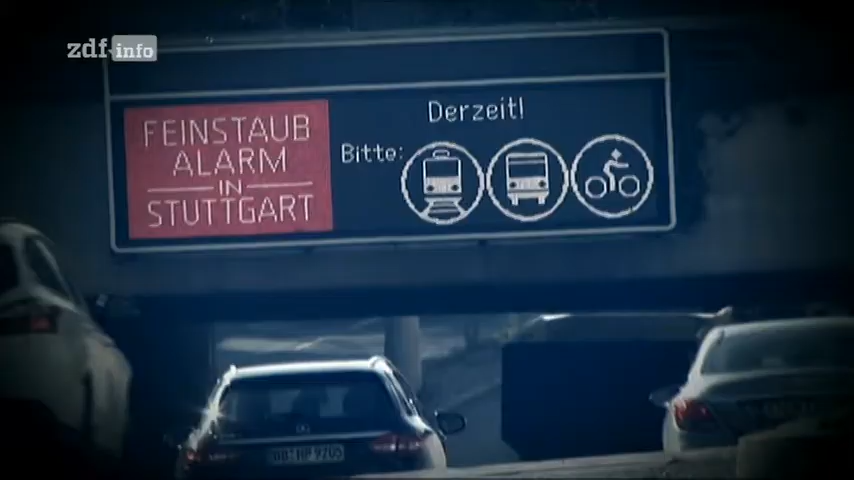 zdf info
Derzeit!
FEINSTAUB
ALARM
IN
STUTTGART
Bitte: